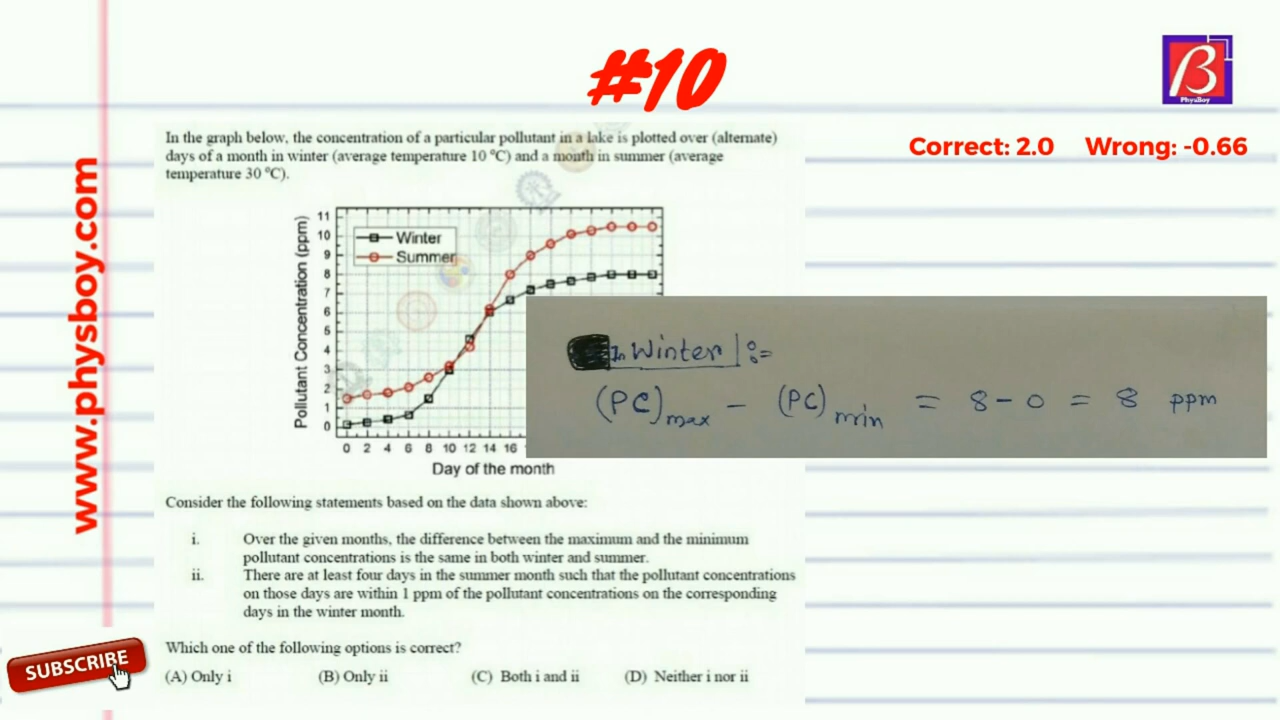 #10
β
PhysBoy
Correct: 2.0 Wrong: -0.66
www.physboy.com
In the graph below, the concentration of a particular pollutant in a lake is plotted over (alternate)
days of a month in winter (average temperature 10 ⁰C) and a month in summer (average
temperature 30 ⁰C).
Pollutant Concentration (ppm)
11
10
9
8
7
6
5
4
3
2
1
0
Winter
Summer
0 2 4 6 8 10 12 14 16
Day of the month
In Winter :=
(PC)max - (PC)min = 8 - 0 = 8 ppm
Consider the following statements based on the data shown above:
i. Over the given months, the difference between the maximum and the minimum
pollutant concentrations is the same in both winter and summer.
ii. There are at least four days in the summer month such that the pollutant concentrations
on those days are within 1 ppm of the pollutant concentrations on the corresponding
days in the winter month.
Which one of the following options is correct?
(A) Only i (B) Only ii (C) Both i and ii (D) Neither i nor ii
SUBSCRIBE